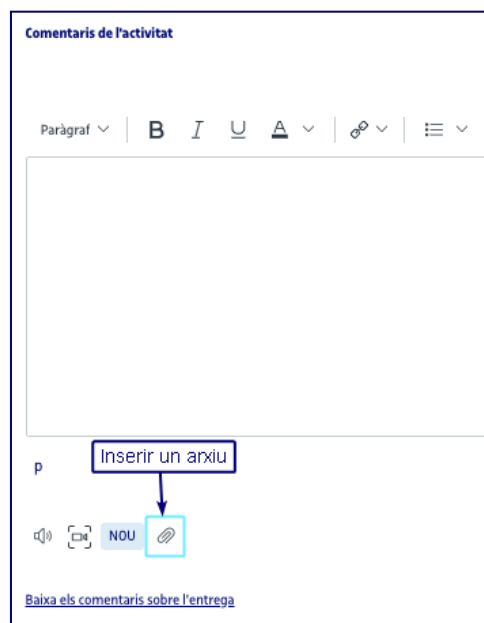 Comentaris de l'activitat
Paràgraf B I U A
p
Inserir un arxiu
NOU
Baixa els comentaris sobre l'entrega